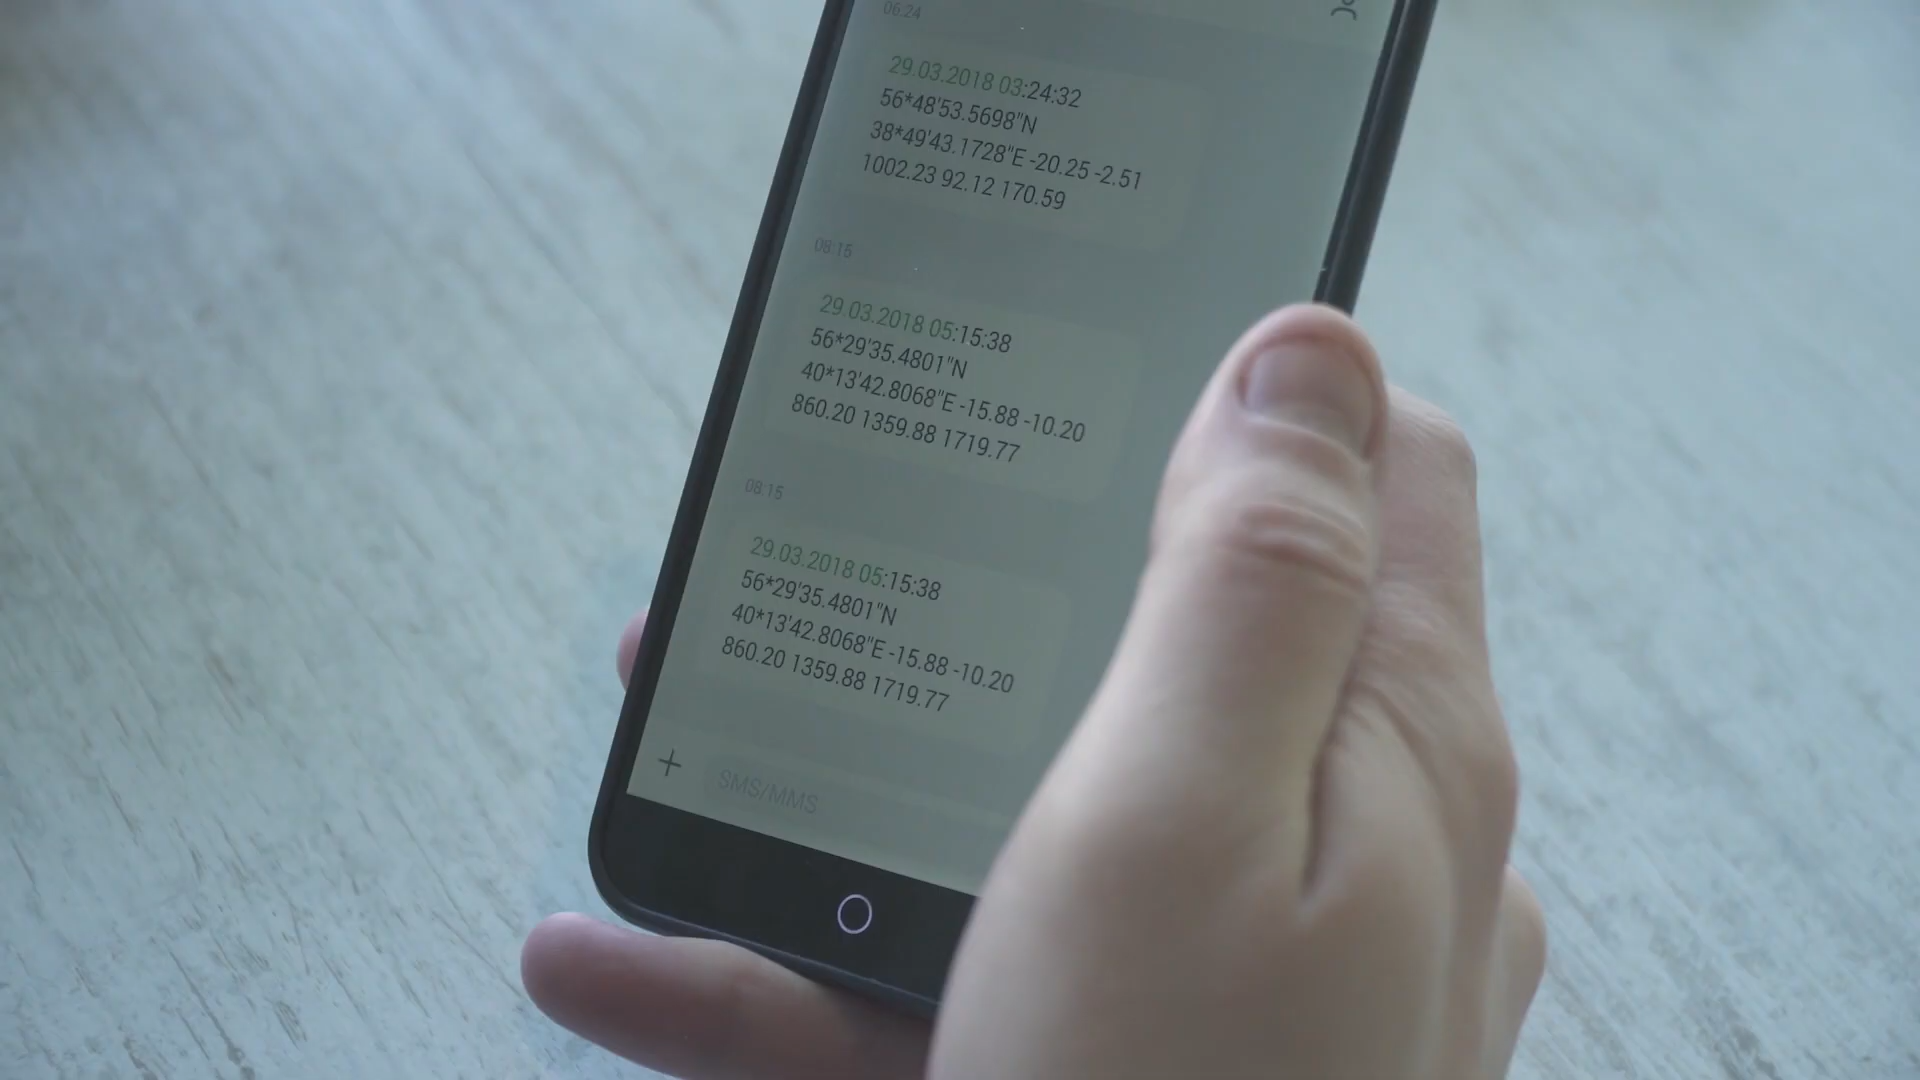 06:24
29.03.2018 03:24:32
56*48'53.5698"N
38*49'43.1728"E -20.25 -2.51
1002.23 92.12 170.59
08:15
29.03.2018 05:15:38
56*29'35.4801"N
40*13'42.8068"E -15.88 -10.20
860.20 1359.88 1719.77
08:15
29.03.2018 05:15:38
56*29'35.4801"N
40*13'42.8068"E -15.88 -10.20
860.20 1359.88 1719.77
SMS/MMS